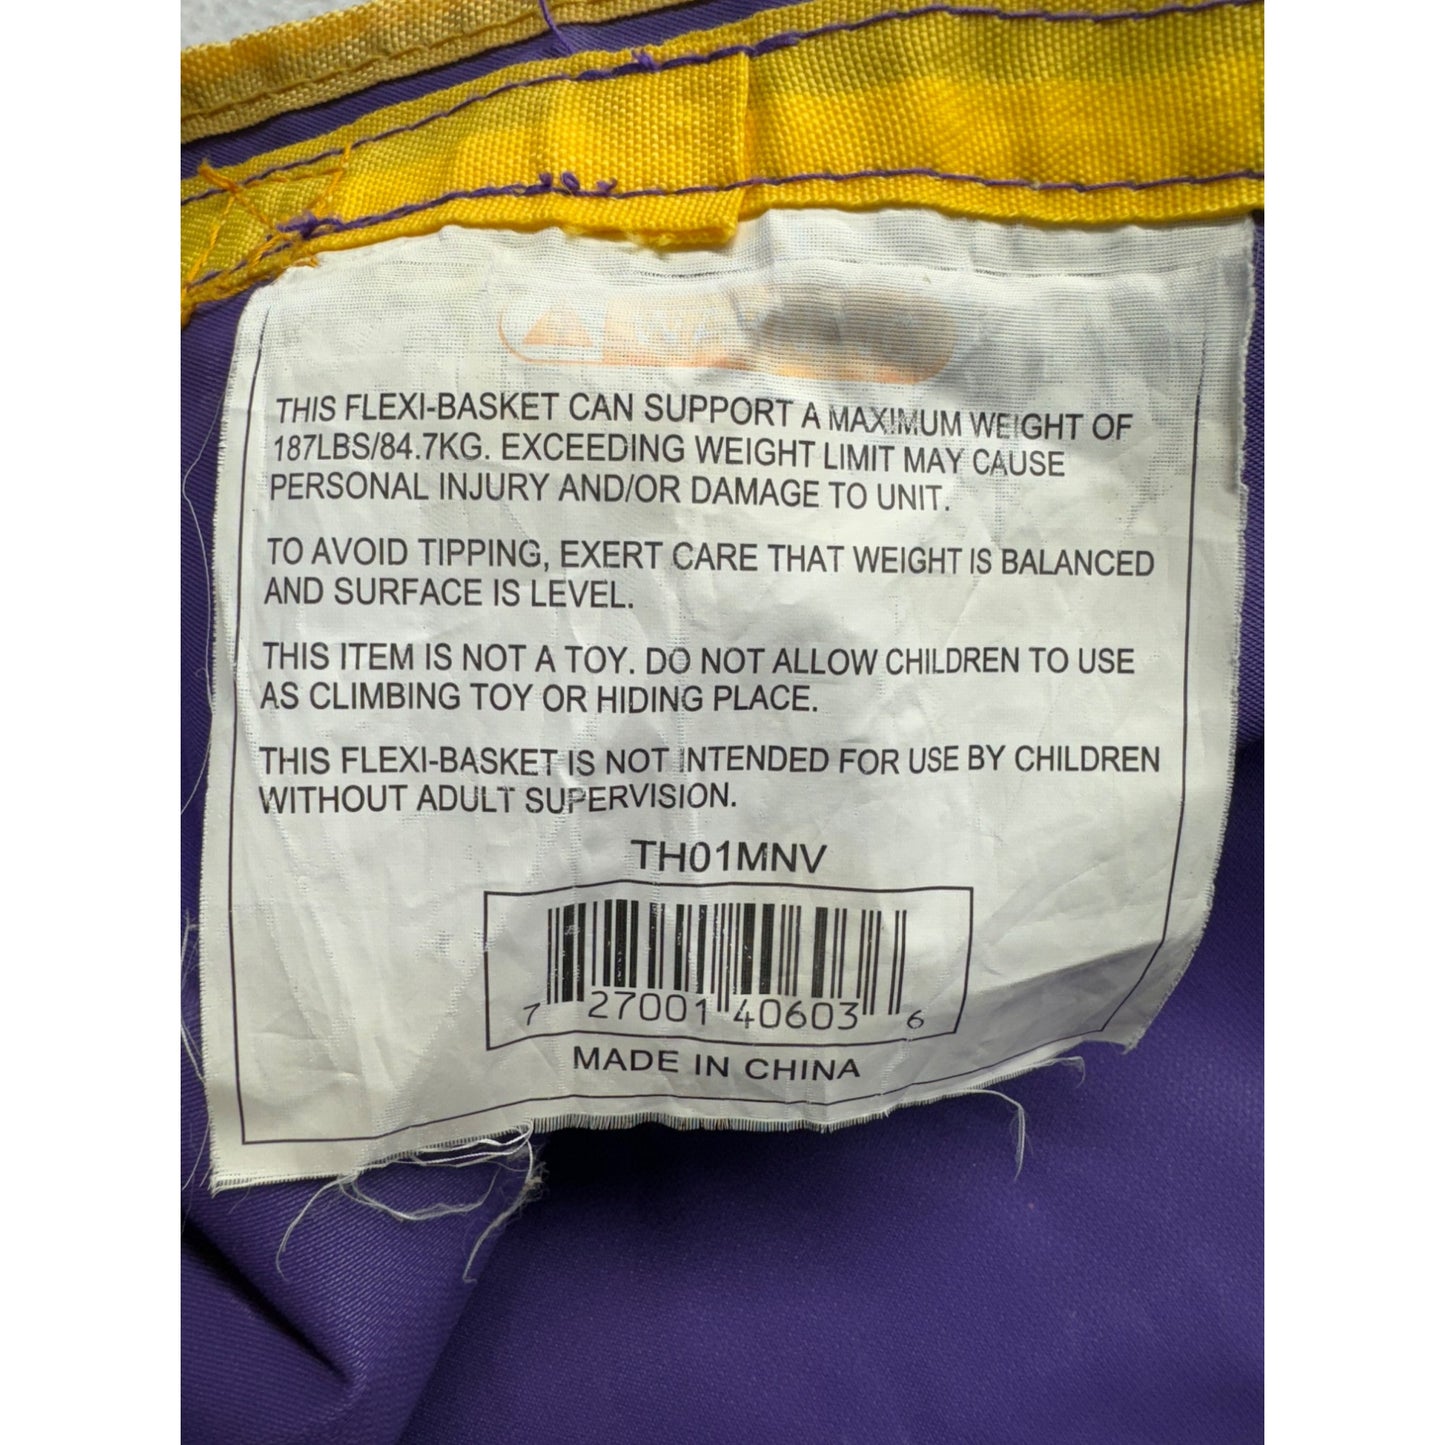 THIS FLEXI-BASKET CAN SUPPORT A MAXIMUM WEIGHT OF
187LBS/84.7KG. EXCEEDING WEIGHT LIMIT MAY CAUSE
PERSONAL INJURY AND/OR DAMAGE TO UNIT.
TO AVOID TIPPING, EXERT CARE THAT WEIGHT IS BALANCED
AND SURFACE IS LEVEL.
THIS ITEM IS NOT A TOY. DO NOT ALLOW CHILDREN TO USE
AS CLIMBING TOY OR HIDING PLACE.
THIS FLEXI-BASKET IS NOT INTENDED FOR USE BY CHILDREN
WITHOUT ADULT SUPERVISION.
TH01MNV
7 27001 40603 6
MADE IN CHINA